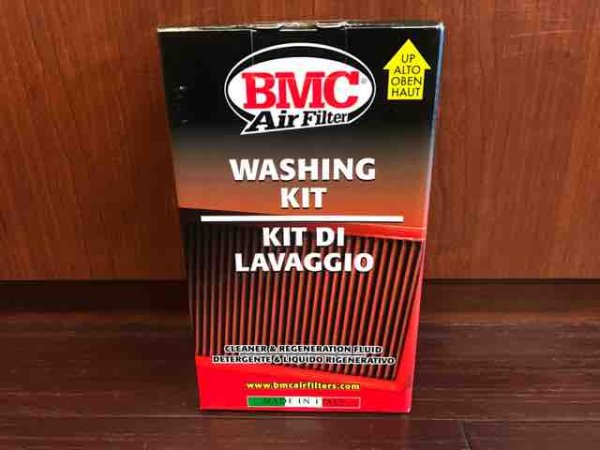 BMC®
Air Filter
UP
ALTO
OBEN
HAUT
WASHING
KIT
KIT DI
LAVAGGIO
CLEANER & REGENERATION FLUID
DETERGENTE & LIQUIDO RIGENERATIVO
www.bmcairfilters.com
MADE IN ITALY